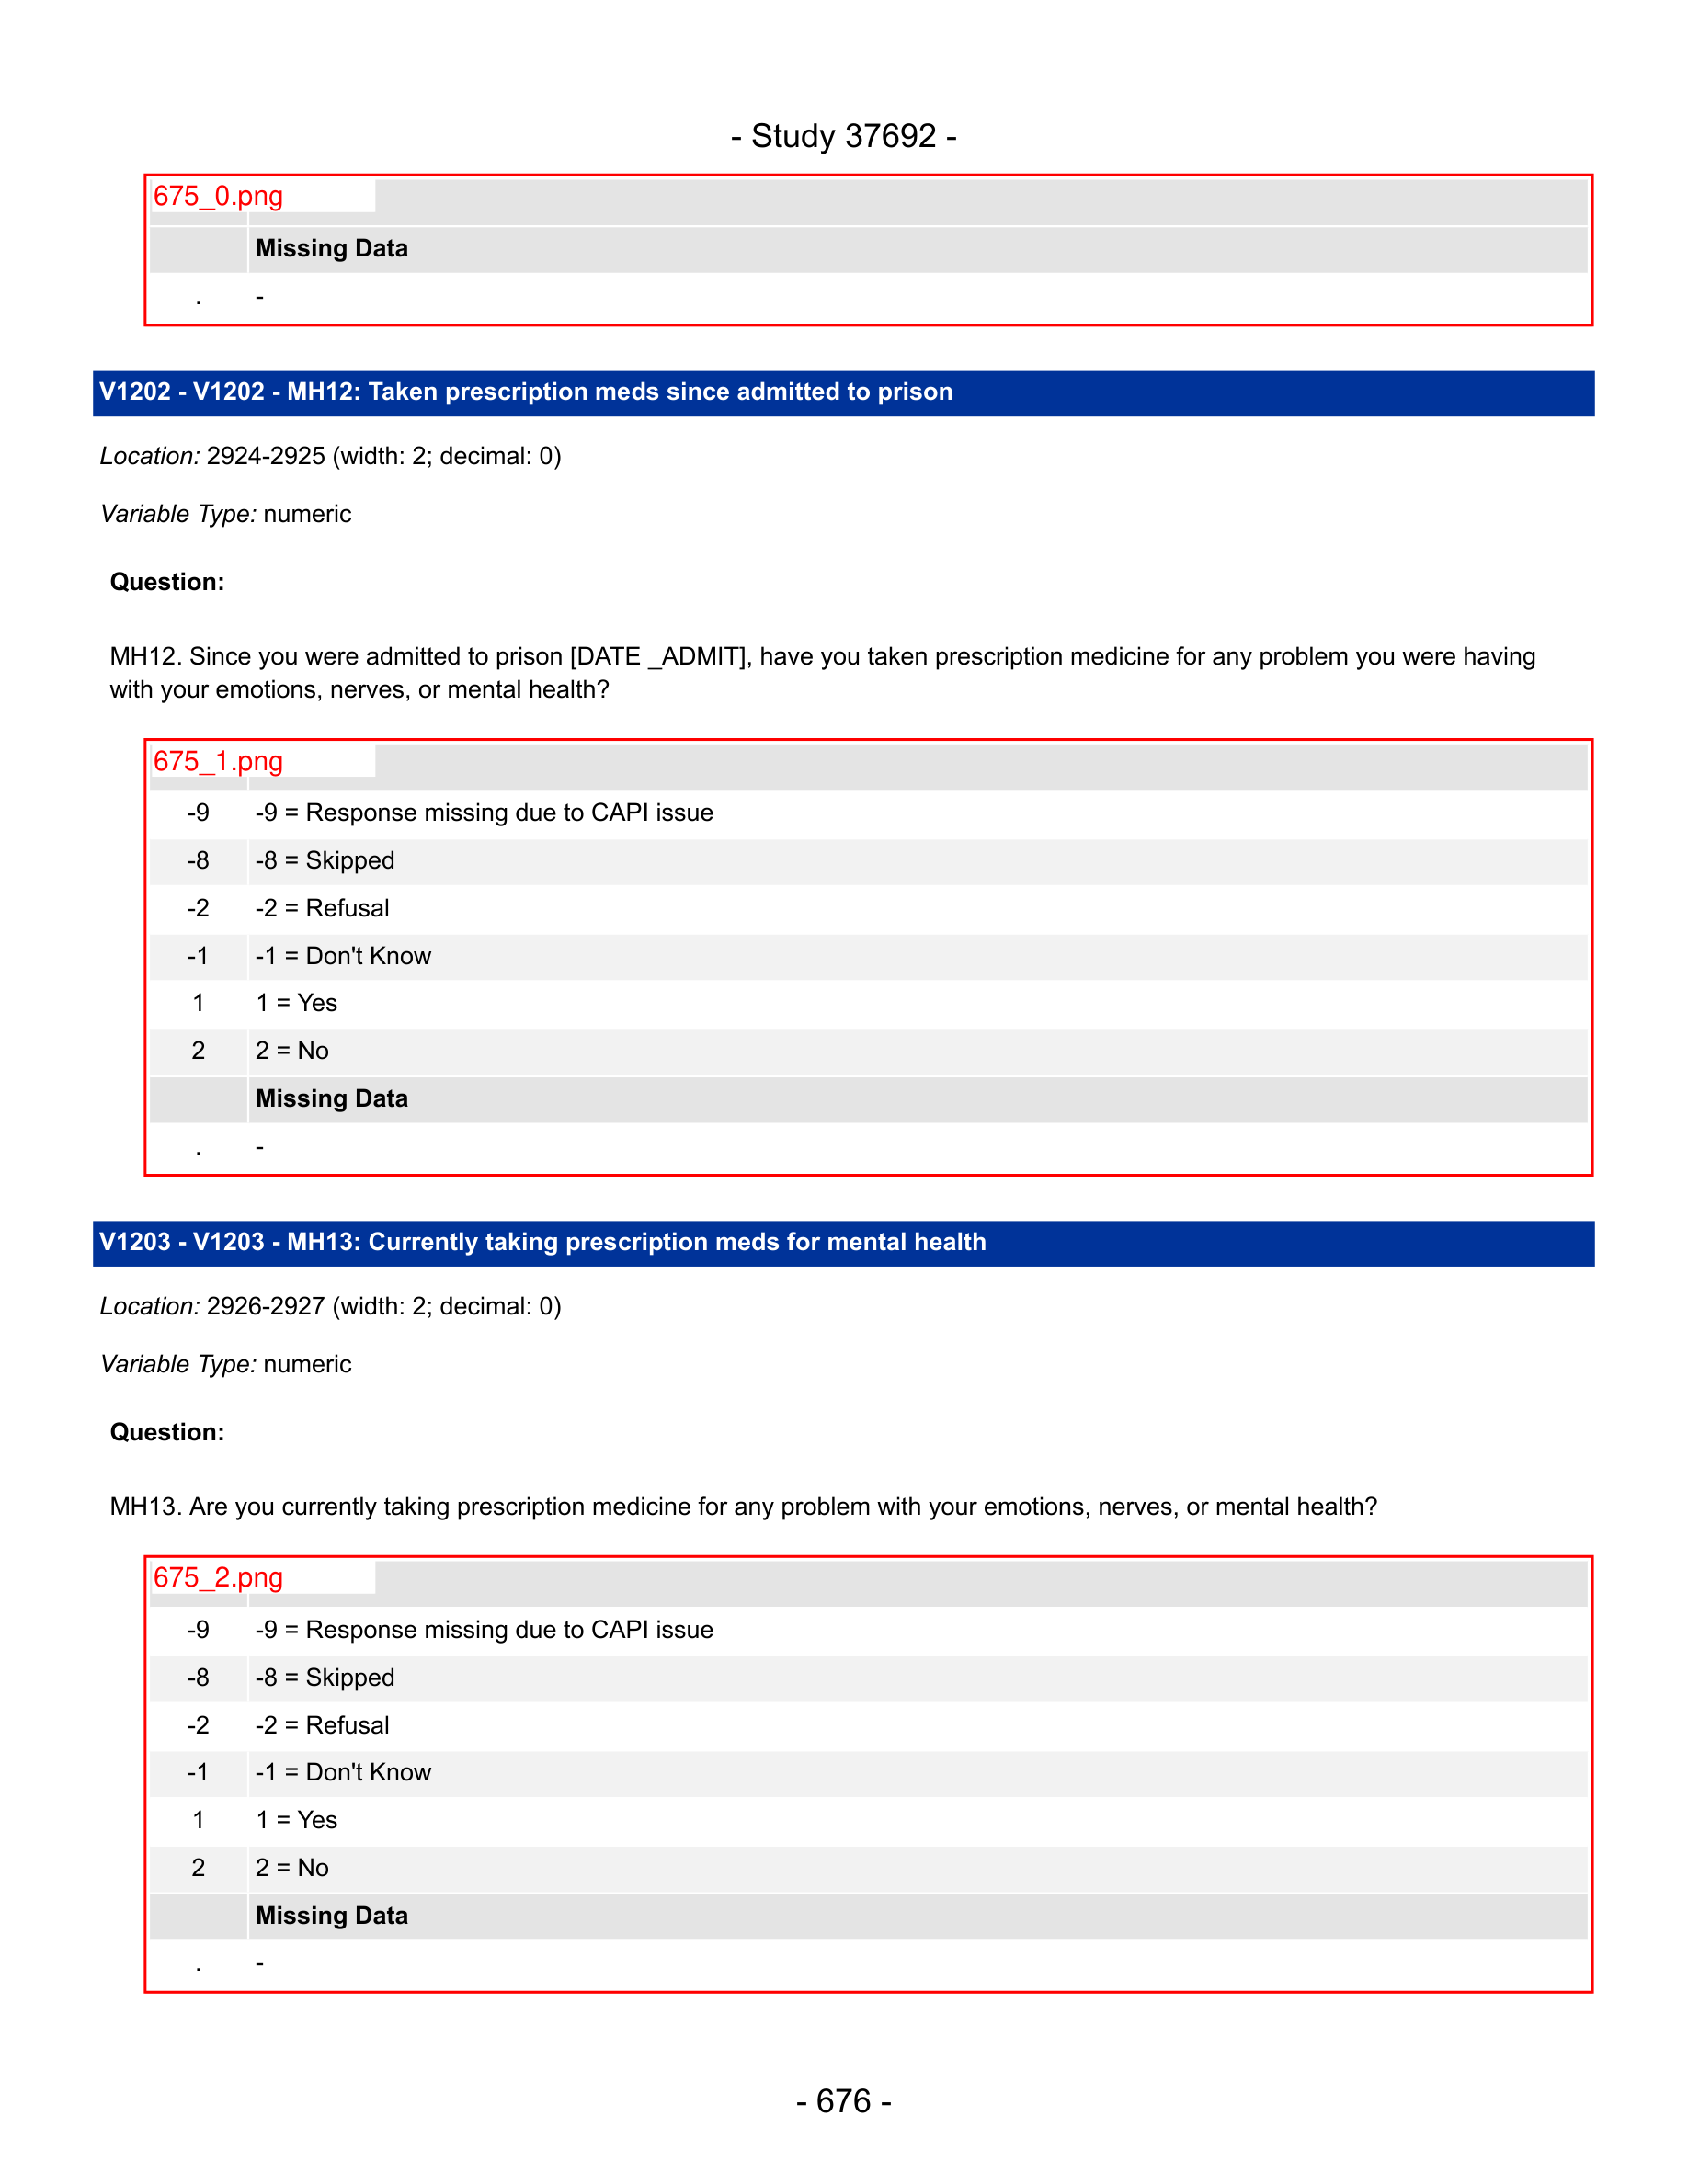 - Study 37692 -
675_0.png
Missing Data
. -
V1202 - V1202 - MH12: Taken prescription meds since admitted to prison
Location: 2924-2925 (width: 2; decimal: 0)
Variable Type: numeric
Question:
MH12. Since you were admitted to prison [DATE _ADMIT], have you taken prescription medicine for any problem you were having
with your emotions, nerves, or mental health?
675_1.png
-9 -9 = Response missing due to CAPI issue
-8 -8 = Skipped
-2 -2 = Refusal
-1 -1 = Don't Know
1 1 = Yes
2 2 = No
Missing Data
. -
V1203 - V1203 - MH13: Currently taking prescription meds for mental health
Location: 2926-2927 (width: 2; decimal: 0)
Variable Type: numeric
Question:
MH13. Are you currently taking prescription medicine for any problem with your emotions, nerves, or mental health?
675_2.png
-9 -9 = Response missing due to CAPI issue
-8 -8 = Skipped
-2 -2 = Refusal
-1 -1 = Don't Know
1 1 = Yes
2 2 = No
Missing Data
. -
- 676 -